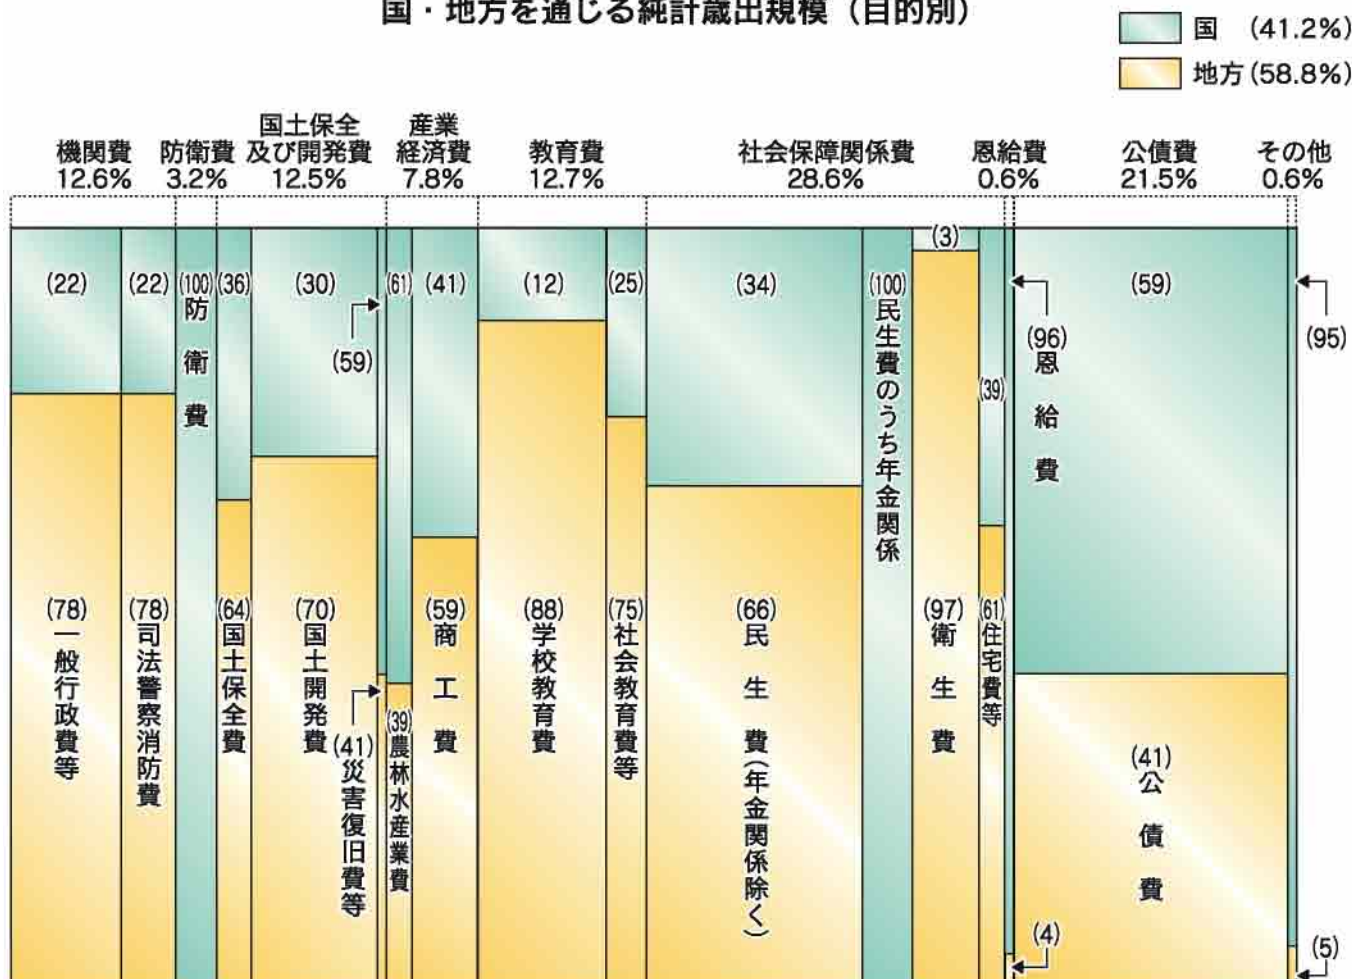 国・地方を通じる純計歳出規模（目的別）
国 (41.2%)
地方(58.8%)
機関費
12.6%
防衛費
3.2%
国土保全
及び開発費
12.5%
産業
経済費
7.8%
教育費
12.7%
社会保障関係費
28.6%
恩給費
0.6%
公債費
21.5%
その他
0.6%
(22)
(22)
(100)
防衛費
(36)
(30)
(59)
(61)
(41)
(12)
(25)
(34)
(100)
民生費のうち年金関係
(3)
(39)
(96)
恩給費
(59)
(95)
(78)
一般行政費等
(78)
司法警察消防費
(64)
国土保全費
(70)
国土開発費
(41)
災害復旧費等
(39)
農林水産業費
(59)
商工費
(88)
学校教育費
(75)
社会教育費等
(66)
民生費(年金関係除く)
(97)
衛生費
(61)
住宅費等
(4)
(41)
公債費
(5)